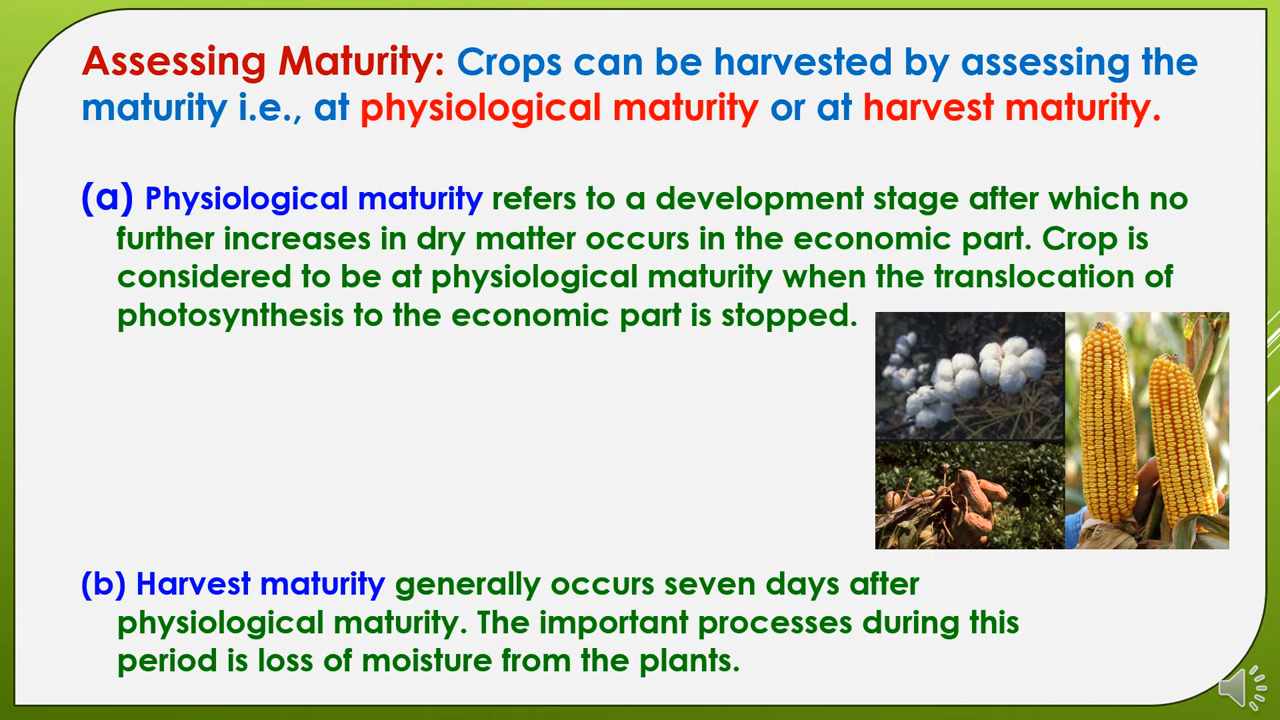 Assessing Maturity: Crops can be harvested by assessing the
maturity i.e., at physiological maturity or at harvest maturity.
(a) Physiological maturity refers to a development stage after which no
further increases in dry matter occurs in the economic part. Crop is
considered to be at physiological maturity when the translocation of
photosynthesis to the economic part is stopped.
(b) Harvest maturity generally occurs seven days after
physiological maturity. The important processes during this
period is loss of moisture from the plants.